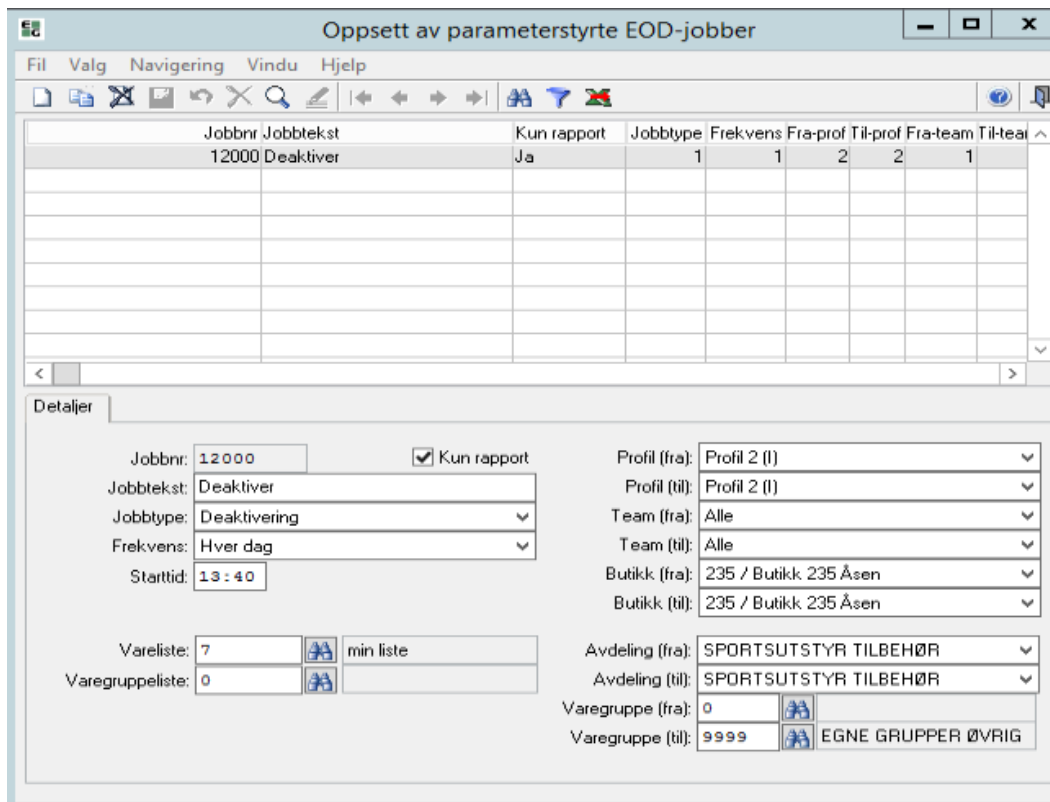 Oppsett av parameterstyrte EOD-jobber
Fil Valg Navigering Vindu Hjelp
Jobbnr Jobbtekst Kun rapport Jobbtype Frekvens Fra-prof Til-prof Fra-team Til-tear
12000 Deaktiver Ja 1 1 2 2 1
Detaljer
Jobbnr: 12000 Kun rapport Profil (fra): Profil 2 (I)
Jobbtekst: Deaktiver Profil (til): Profil 2 (I)
Jobbtype: Deaktivering Team (fra): Alle
Frekvens: Hver dag Team (til): Alle
Starttid: 13:40 Butikk (fra): 235 / Butikk 235 Åsen
Butikk (til): 235 / Butikk 235 Åsen
Vareliste: 7 min liste Avdeling (fra): SPORTSUTSTYR TILBEHØR
Varegruppeliste: 0 Avdeling (til): SPORTSUTSTYR TILBEHØR
Varegruppe (fra): 0
Varegruppe (til): 9999 EGNE GRUPPER ØVRIG